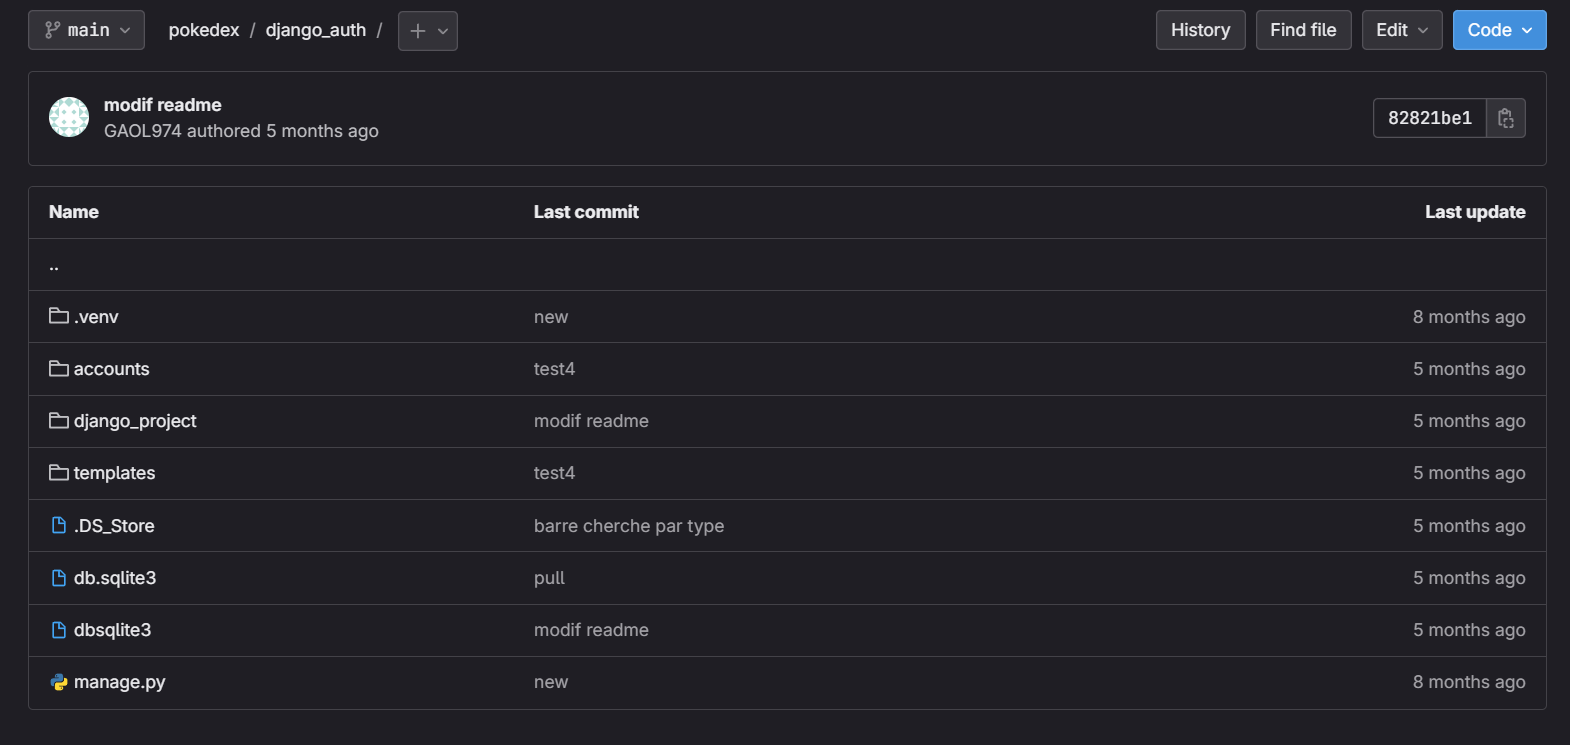 main pokedex / django_auth / History Find file Edit Code
modif readme
GAOL974 authored 5 months ago
82821be1
Name Last commit Last update
..
.venv new 8 months ago
accounts test4 5 months ago
django_project modif readme 5 months ago
templates test4 5 months ago
.DS_Store barre cherche par type 5 months ago
db.sqlite3 pull 5 months ago
dbsqlite3 modif readme 5 months ago
manage.py new 8 months ago